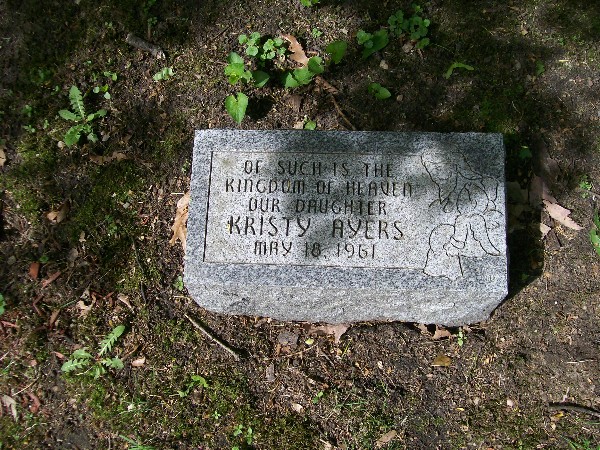 OF SUCH IS THE
KINGDOM OF HEAVEN
OUR DAUGHTER
KRISTY AYERS
MAY 18, 1961